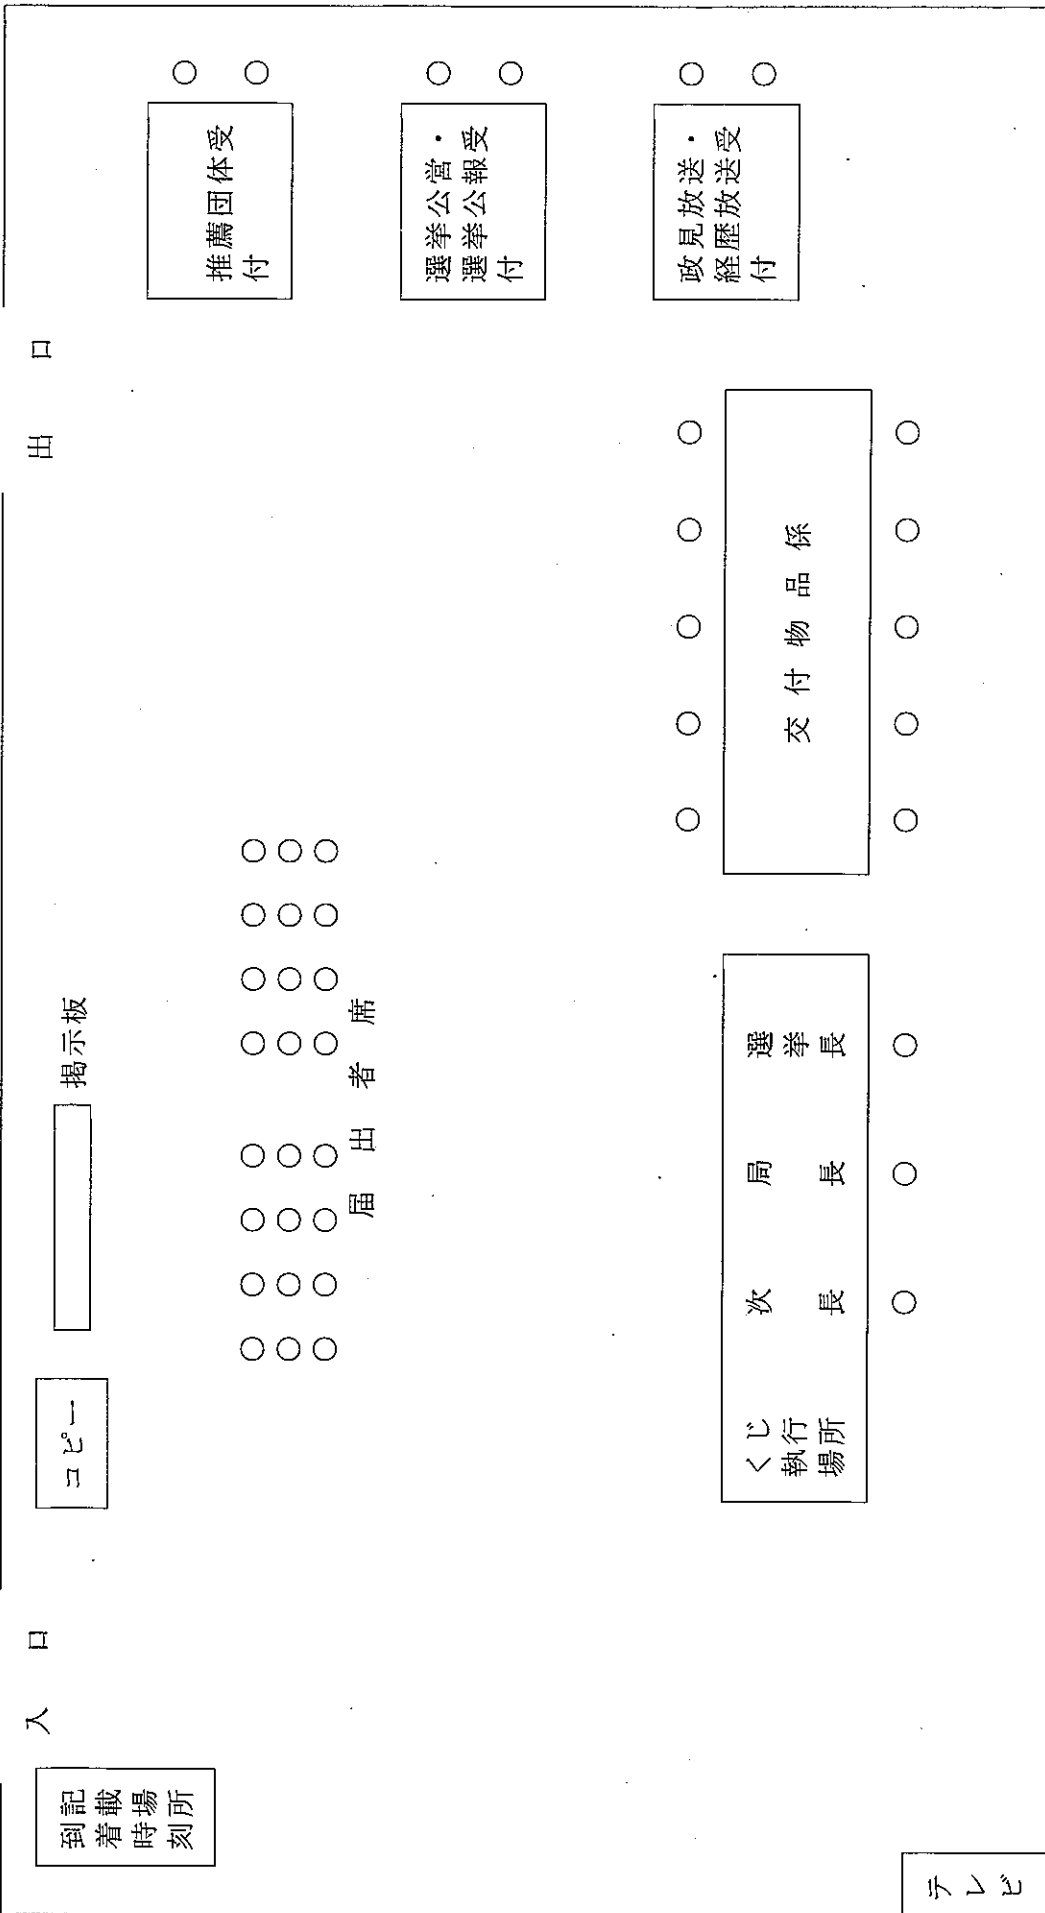 到着時刻
記載場所
入口
コピー
掲示板
出口
届出者席
推薦団体受
付
選挙公営・
選挙公報受
付
政見放送・
経歴放送受
付
くじ
執行
場所
次長
局長
選挙長
交付物品係
テレビ